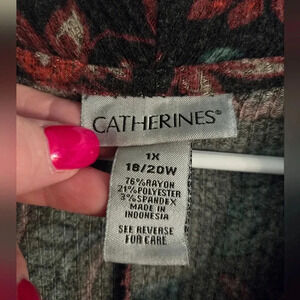 CATHERINES®
1X
18/20W
76%RAYON
21%POLYESTER
3%SPANDEX
MADE IN
INDONESIA
SEE REVERSE
FOR CARE